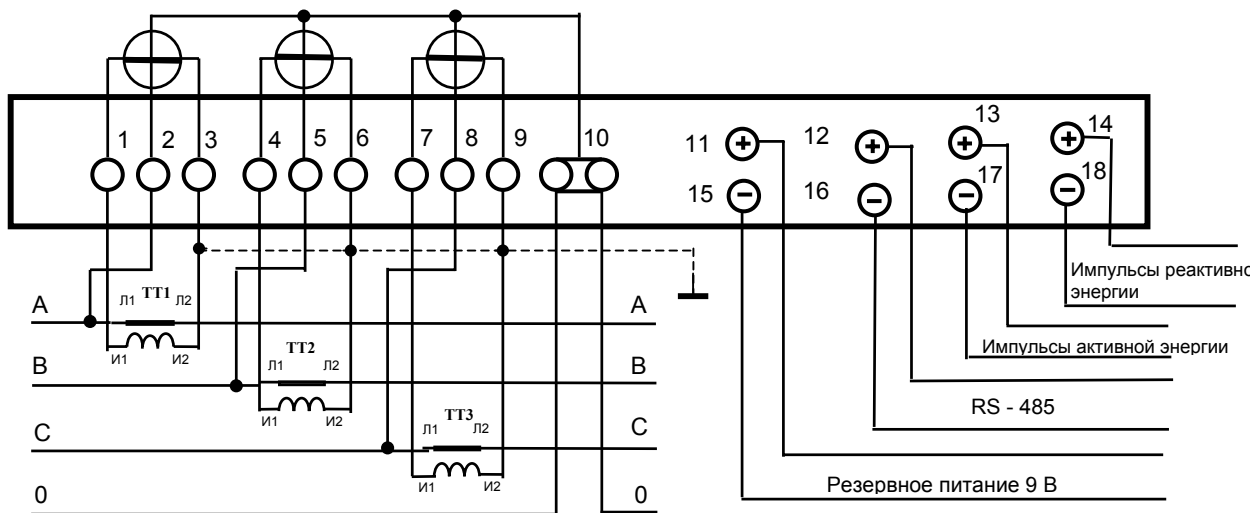 1 2 3 4 5 6 7 8 9 10 11 12 13 14
15 16 17 18
Импульсы реактивно
энергии
A Л1 ТТ1 Л2 A
И1 И2
Импульсы активной энергии
B Л1 ТТ2 Л2 B
И1 И2
RS - 485
C Л1 ТТ3 Л2 C
И1 И2
Резервное питание 9 В
0 0